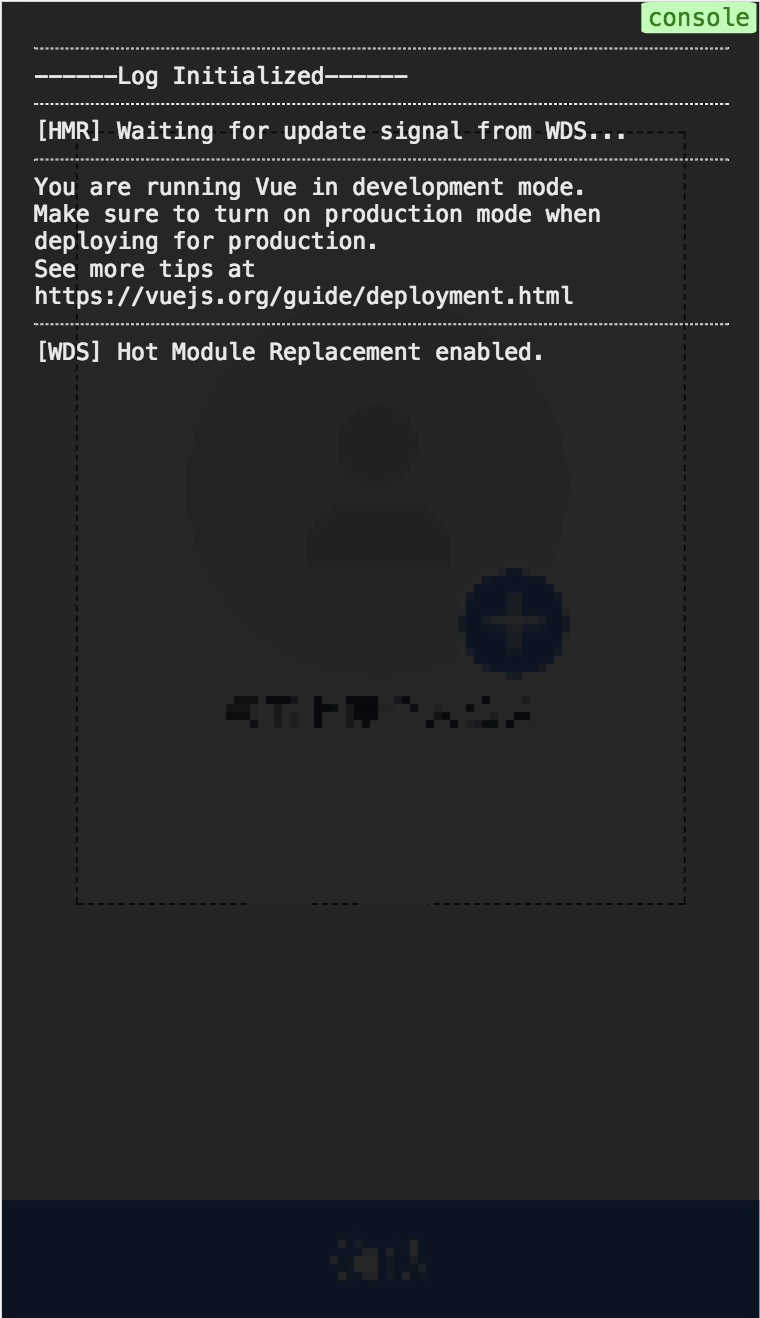 console
——————Log Initialized——————
[HMR] Waiting for update signal from WDS...
You are running Vue in development mode.
Make sure to turn on production mode when
deploying for production.
See more tips at
https://vuejs.org/guide/deployment.html
[WDS] Hot Module Replacement enabled.